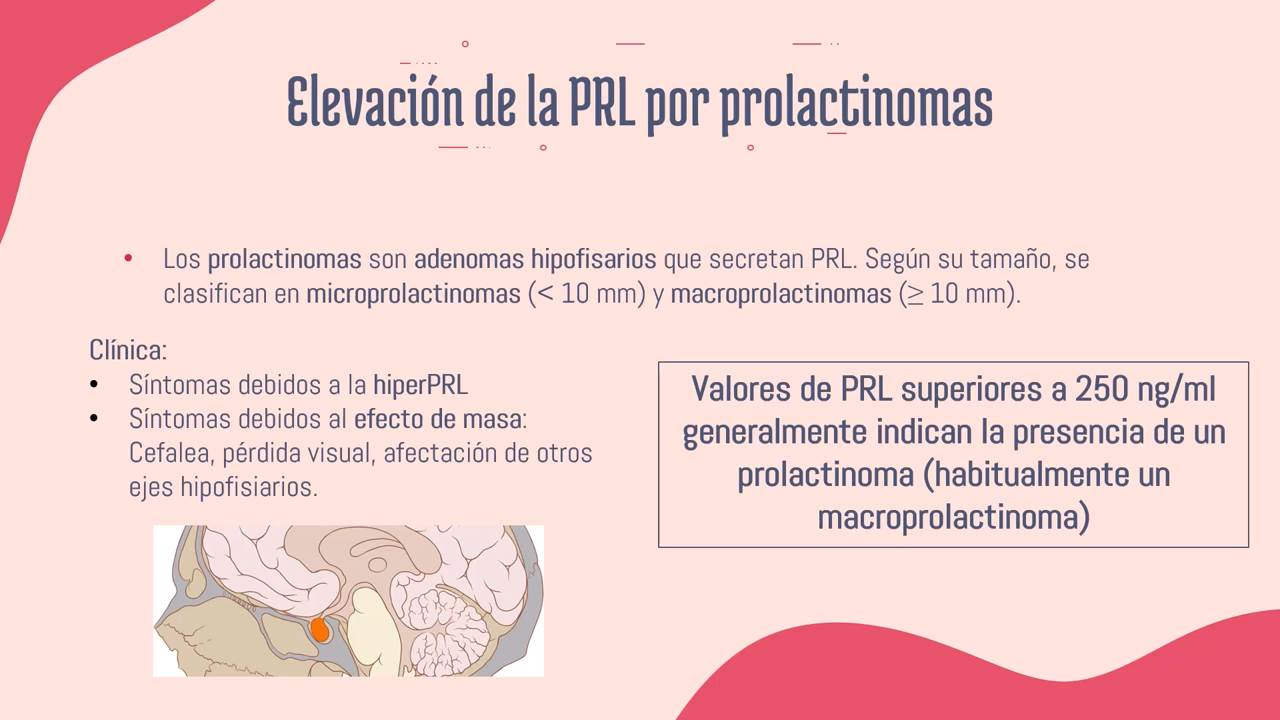 Elevación de la PRL por prolactinomas
• Los prolactinomas son adenomas hipofisarios que secretan PRL. Según su tamaño, se
clasifican en microprolactinomas (< 10 mm) y macroprolactinomas (≥ 10 mm).
Clínica:
• Síntomas debidos a la hiperPRL
• Síntomas debidos al efecto de masa:
Cefalea, pérdida visual, afectación de otros
ejes hipofisiarios.
Valores de PRL superiores a 250 ng/ml
generalmente indican la presencia de un
prolactinoma (habitualmente un
macroprolactinoma)